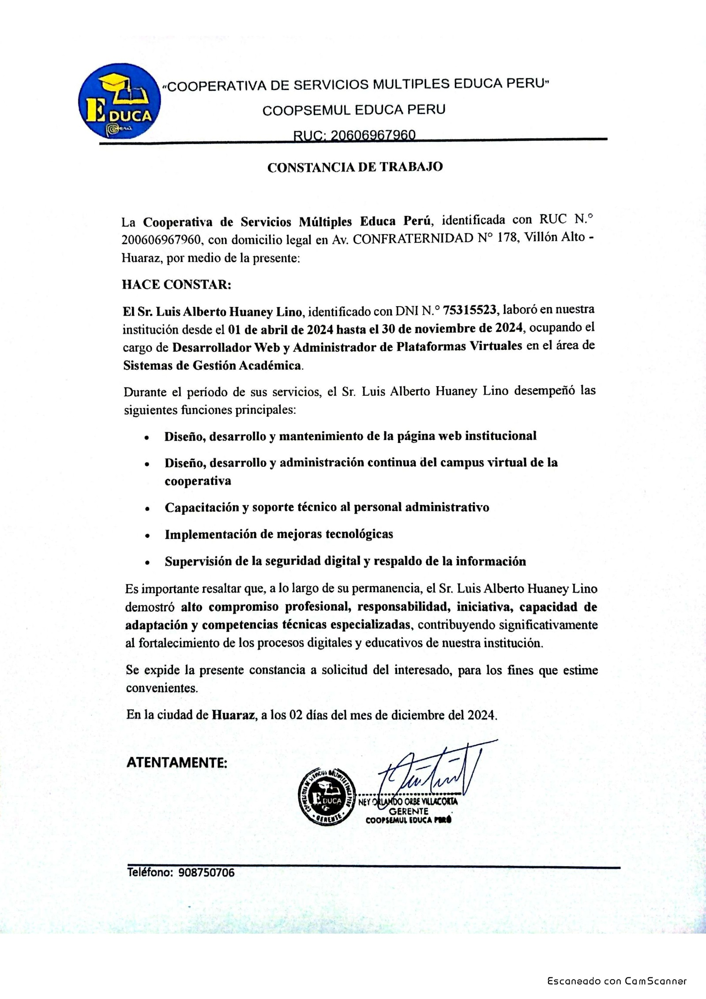 EDUCA
Perú
“COOPERATIVA DE SERVICIOS MULTIPLES EDUCA PERU”
COOPSEMUL EDUCA PERU
RUC: 20606967960
CONSTANCIA DE TRABAJO
La Cooperativa de Servicios Múltiples Educa Perú, identificada con RUC N.°
200606967960, con domicilio legal en Av. CONFRATERNIDAD N° 178, Villón Alto -
Huaraz, por medio de la presente:
HACE CONSTAR:
El Sr. Luis Alberto Huaney Lino, identificado con DNI N.° 75315523, laboró en nuestra
institución desde el 01 de abril de 2024 hasta el 30 de noviembre de 2024, ocupando el
cargo de Desarrollador Web y Administrador de Plataformas Virtuales en el área de
Sistemas de Gestión Académica.
Durante el período de sus servicios, el Sr. Luis Alberto Huaney Lino desempeñó las
siguientes funciones principales:
• Diseño, desarrollo y mantenimiento de la página web institucional
• Diseño, desarrollo y administración continua del campus virtual de la
cooperativa
• Capacitación y soporte técnico al personal administrativo
• Implementación de mejoras tecnológicas
• Supervisión de la seguridad digital y respaldo de la información
Es importante resaltar que, a lo largo de su permanencia, el Sr. Luis Alberto Huaney Lino
demostró alto compromiso profesional, responsabilidad, iniciativa, capacidad de
adaptación y competencias técnicas especializadas, contribuyendo significativamente
al fortalecimiento de los procesos digitales y educativos de nuestra institución.
Se expide la presente constancia a solicitud del interesado, para los fines que estime
convenientes.
En la ciudad de Huaraz, a los 02 días del mes de diciembre del 2024.
ATENTAMENTE:
COOPERATIVA DE SERVICIOS MÚLTIPLES EDUCA PERÚ
EDUCA
GERENTE
NEY ORLANDO ORBE VILLACORTA
GERENTE
COOPSEMUL EDUCA PERÚ
Teléfono: 908750706
Escaneado con CamScanner